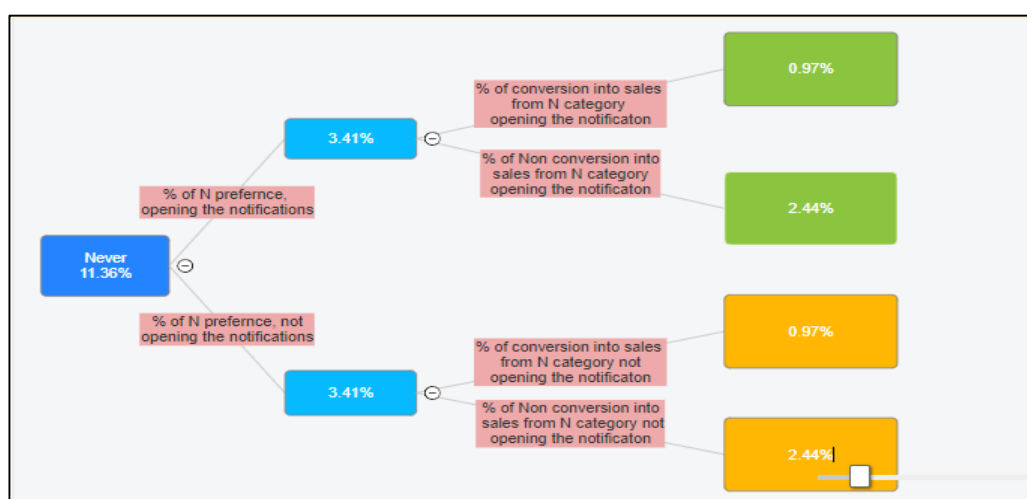 0.97%
% of conversion into sales
from N category
opening the notificaton
3.41%
% of Non conversion into
sales from N category
opening the notificaton
2.44%
% of N prefernce,
opening the notifications
Never
11.36%
% of N prefernce, not
opening the notifications
0.97%
% of conversion into sales
from N category not
opening the notificaton
3.41%
% of Non conversion into
sales from N category not
opening the notificaton
2.44%